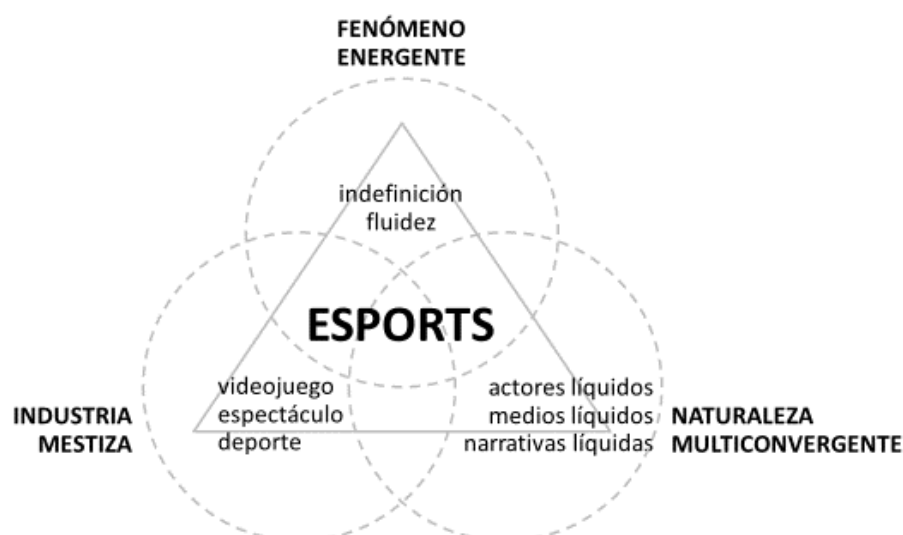 FENÓMENO
ENERGENTE
indefinición
fluidez
ESPORTS
INDUSTRIA
MESTIZA
videojuego
espectáculo
deporte
actores líquidos
medios líquidos
narrativas líquidas
NATURALEZA
MULTICONVERGENTE